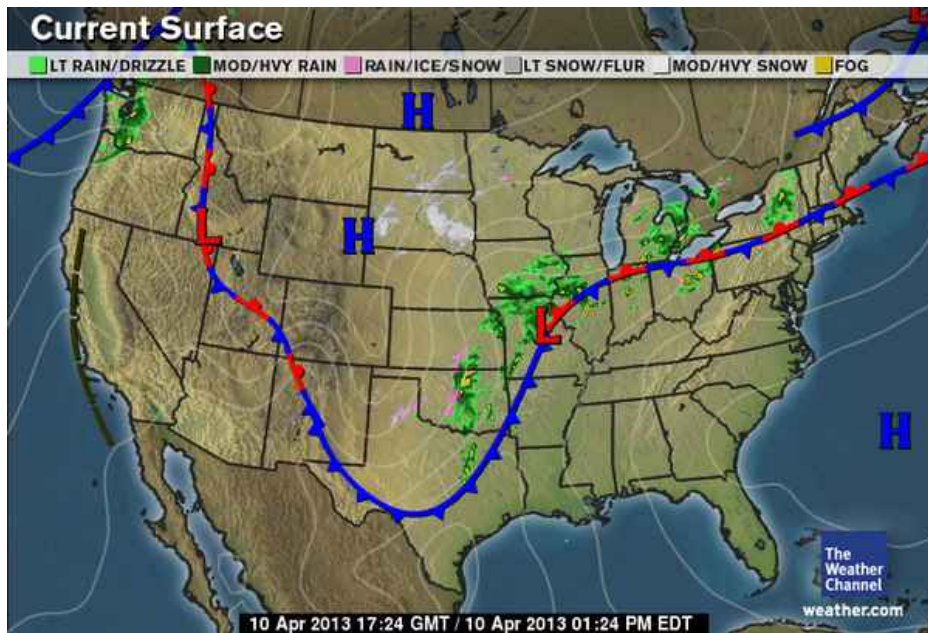 Current Surface
LT RAIN/DRIZZLE MOD/HVY RAIN RAIN/ICE/SNOW LT SNOW/FLUR MOD/HVY SNOW FOG
L
H
H
L
L
H
The
Weather
Channel
weather.com
10 Apr 2013 17:24 GMT / 10 Apr 2013 01:24 PM EDT